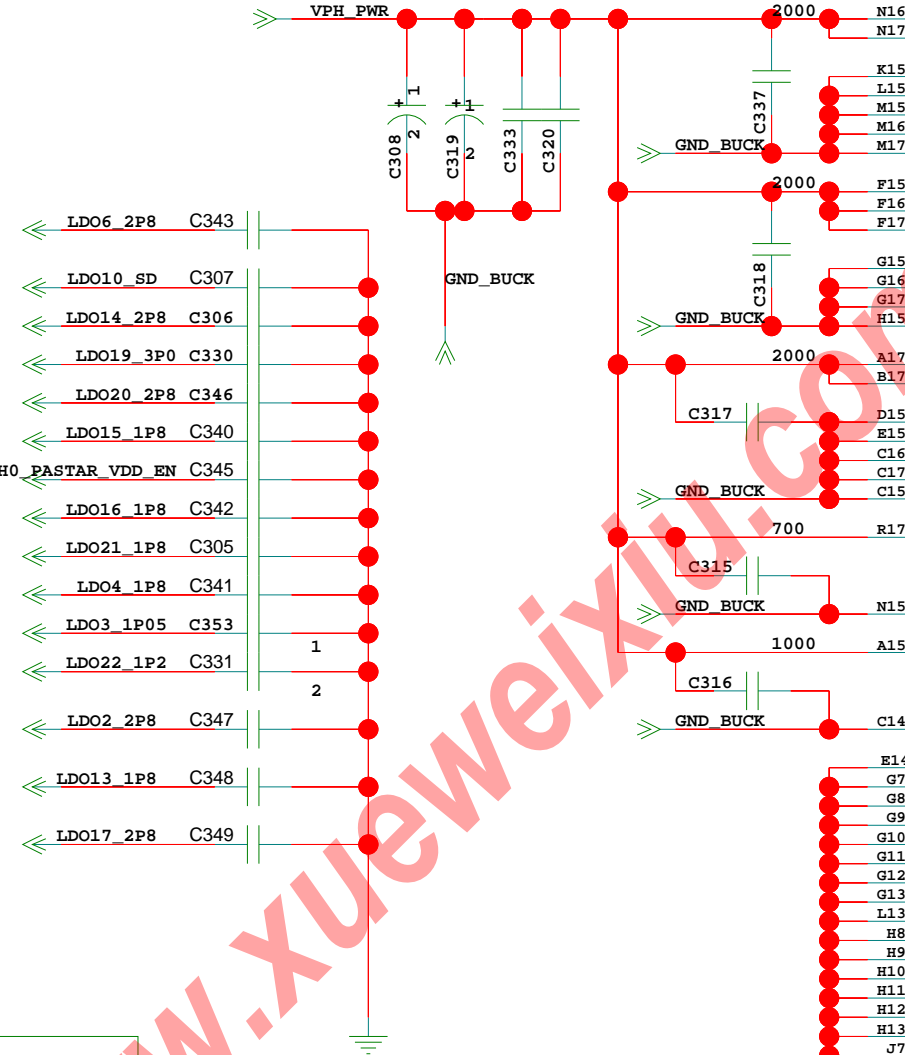 VPH_PWR
2000
N16
N17
K15
L15
M15
M16
M17
C337
GND_BUCK
+ 1
2
C308
+1
2
C319
C333
C320
2000
F15
F16
F17
G15
G16
G17
H15
C318
GND_BUCK
GND_BUCK
LDO6_2P8 C343
LDO10_SD C307
LDO14_2P8 C306
LDO19_3P0 C330
LDO20_2P8 C346
LDO15_1P8 C340
H0_PASTAR_VDD_EN C345
LDO16_1P8 C342
LDO21_1P8 C305
LDO4_1P8 C341
LDO3_1P05 C353
LDO22_1P2 C331
1
2
LDO2_2P8 C347
LDO13_1P8 C348
LDO17_2P8 C349
2000
A17
B17
C317
D15
E15
C16
C17
C15
GND_BUCK
700
R17
C315
GND_BUCK
N15
1000
A15
C316
GND_BUCK
C14
E14
G7
G8
G9
G10
G11
G12
G13
L13
H8
H9
H10
H11
H12
H13
J7
w.xueweixiu.com